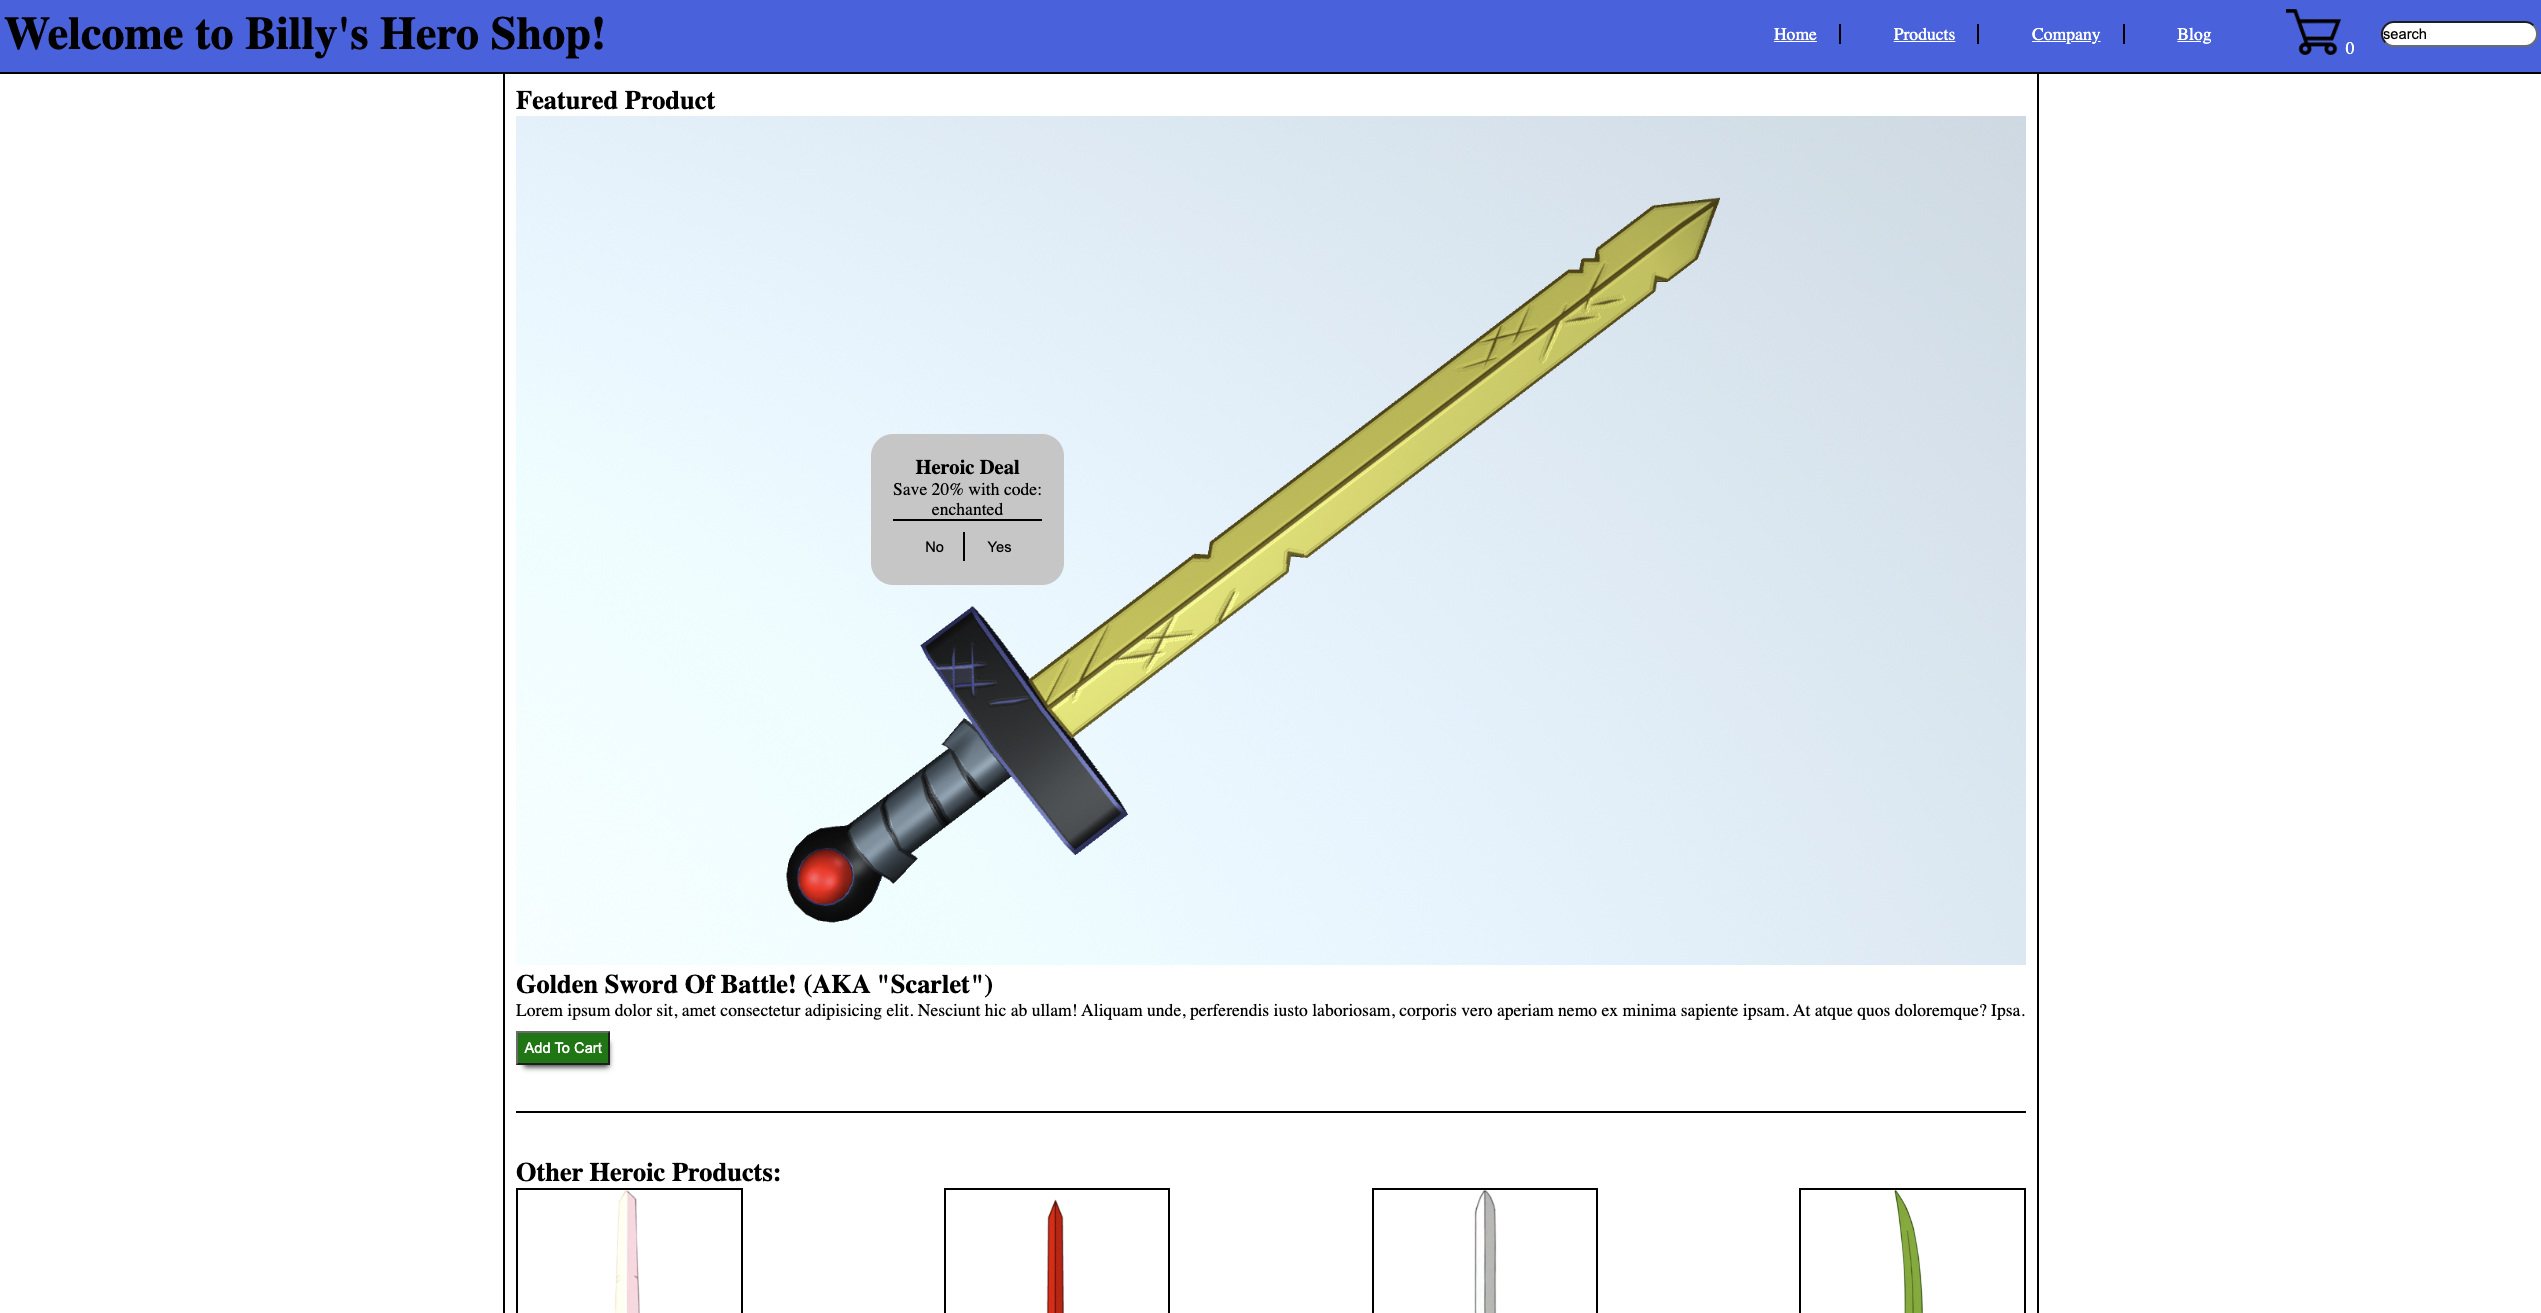 Welcome to Billy's Hero Shop!
Home
Products
Company
Blog
0
search
Featured Product
Heroic Deal
Save 20% with code:
enchanted
No
Yes
Golden Sword Of Battle! (AKA "Scarlet")
Lorem ipsum dolor sit, amet consectetur adipisicing elit. Nesciunt hic ab ullam! Aliquam unde, perferendis iusto laboriosam, corporis vero aperiam nemo ex minima sapiente ipsam. At atque quos doloremque? Ipsa.
Add To Cart
Other Heroic Products: